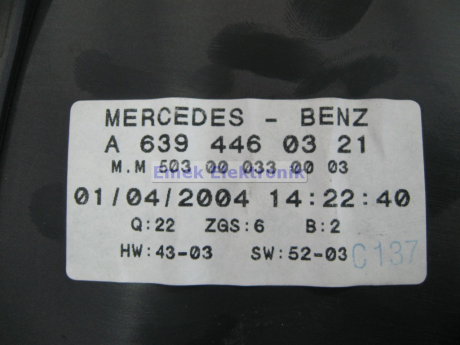 MERCEDES - BENZ
A 639 446 03 21
M.M 503 00 033 00 03
Emek Elektronik
01/04/2004 14:22:40
Q:22 ZGS:6 B:2
HW:43-03 SW:52-03 C137